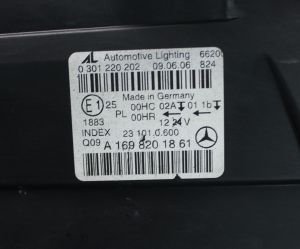 AL Automotive Lighting 6620
0 301 220 202 09.06.06 824
Made in Germany
E1 25 00HC 02A 01 1b
PL 00HR
1883 12 24V
INDEX 23 101 0.600
Q09 A 169 820 18 61